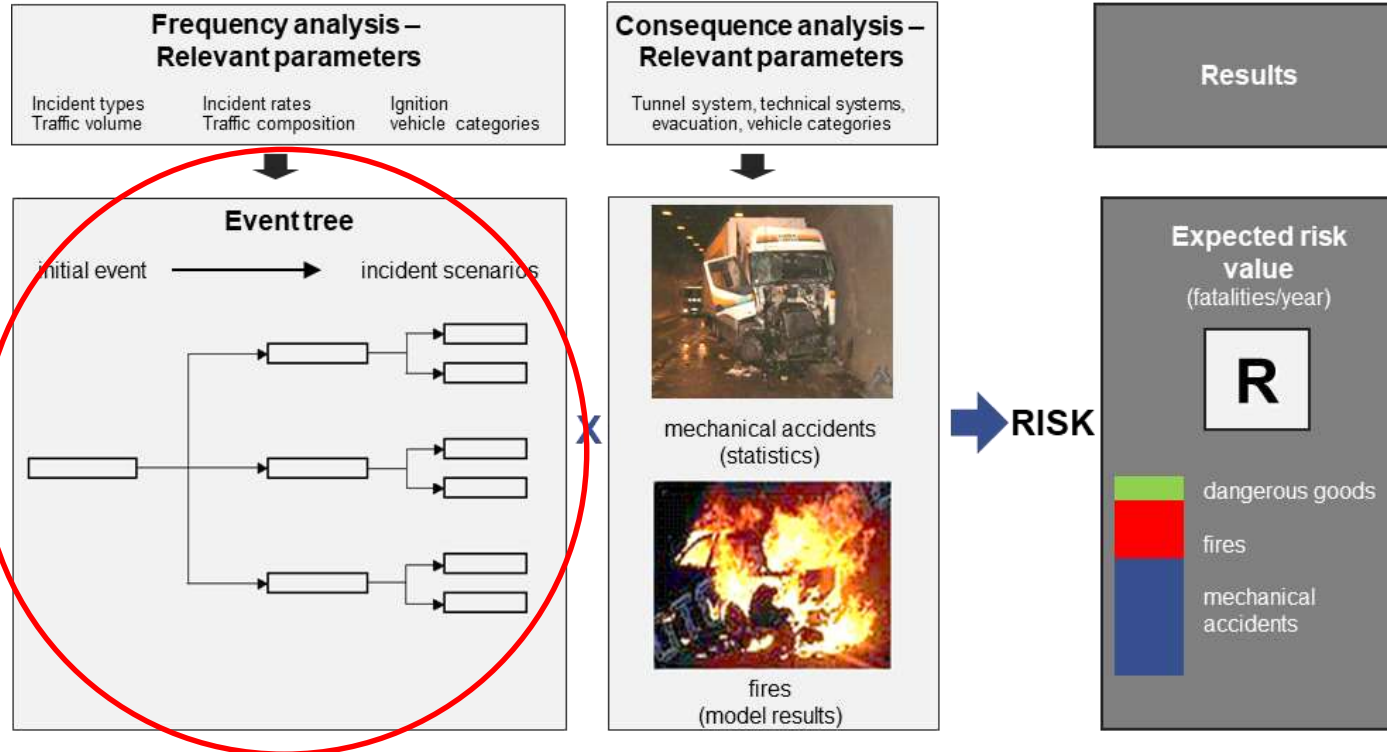 Frequency analysis –
Relevant parameters
Incident types
Traffic volume
Incident rates
Traffic composition
Ignition
vehicle categories
Consequence analysis –
Relevant parameters
Tunnel system, technical systems,
evacuation, vehicle categories
Results
Event tree
initial event
incident scenarios
X
mechanical accidents
(statistics)
fires
(model results)
RISK
Expected risk
value
(fatalities/year)
R
dangerous goods
fires
mechanical
accidents